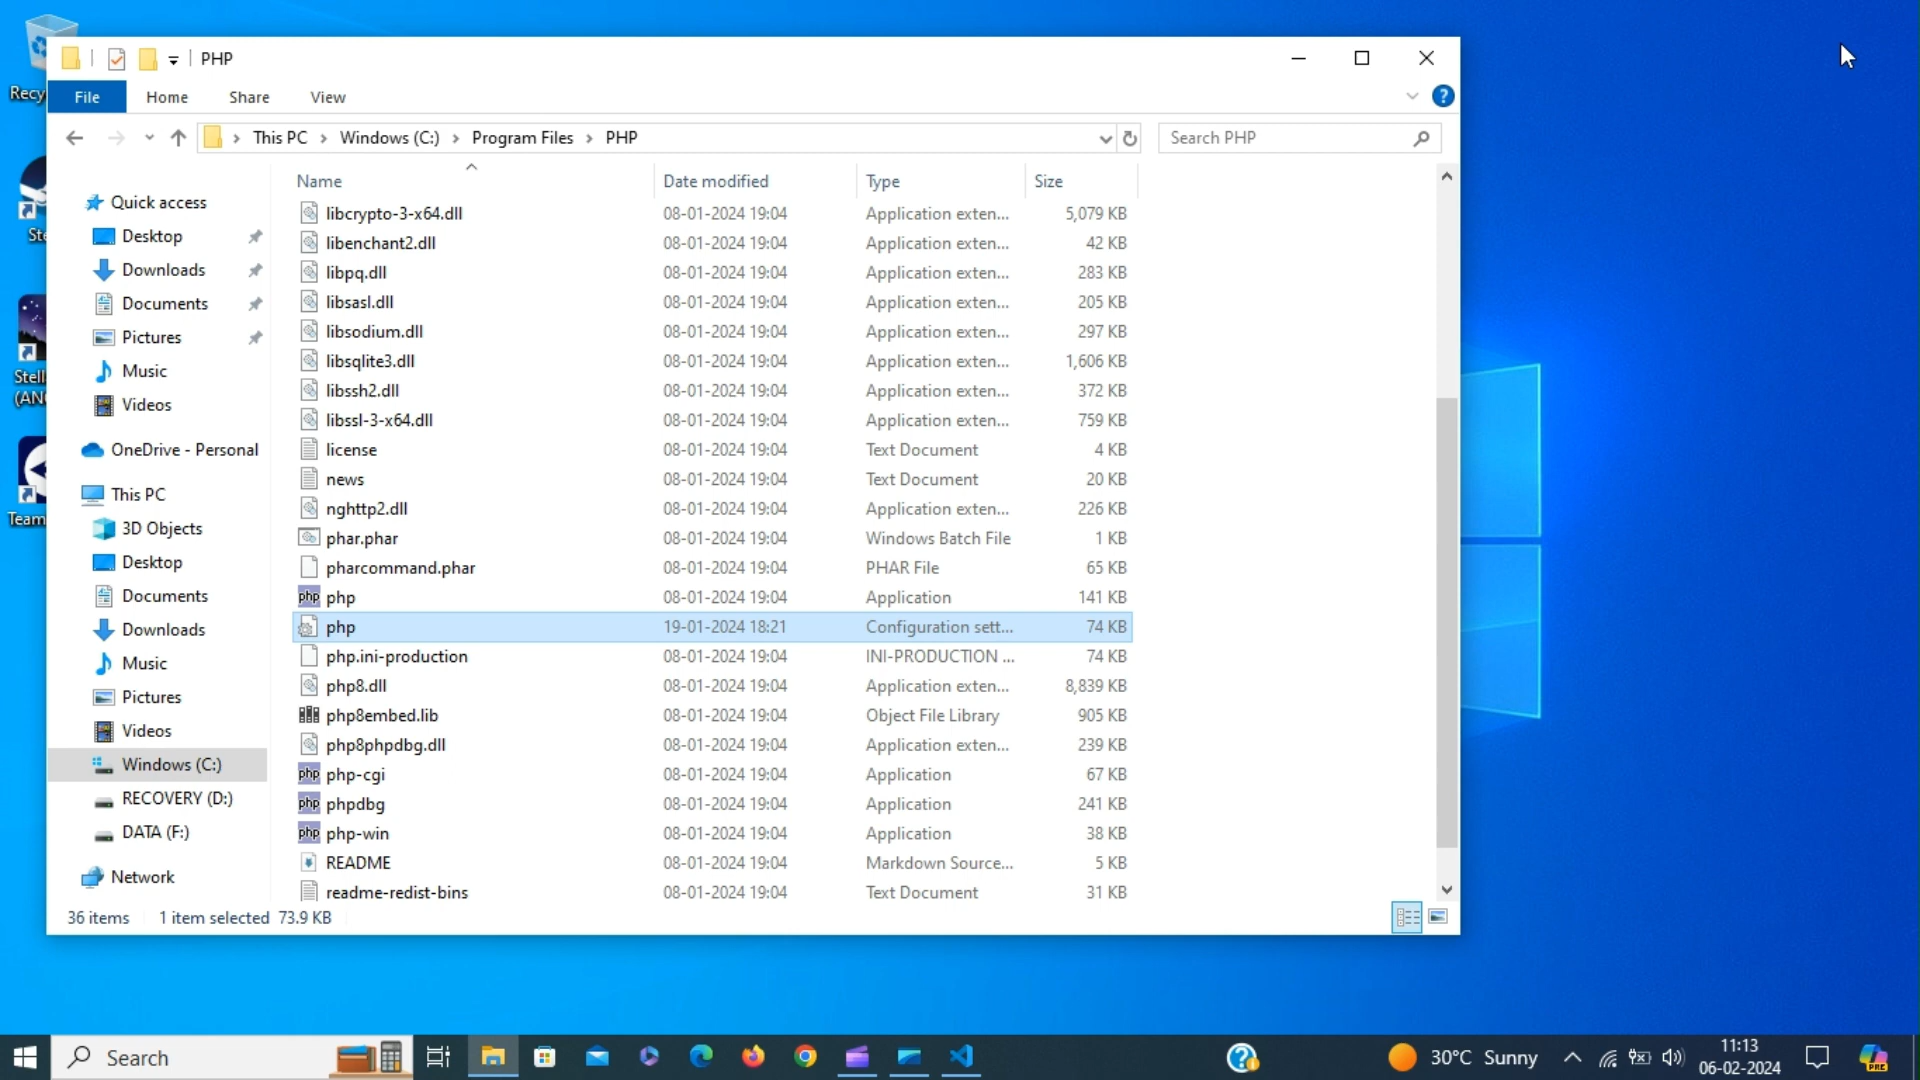 PHP
File Home Share View
This PC Windows (C:) Program Files PHP
Search PHP
Name Date modified Type Size
libcrypto-3-x64.dll 08-01-2024 19:04 Application exten... 5,079 KB
libenchant2.dll 08-01-2024 19:04 Application exten... 42 KB
libpq.dll 08-01-2024 19:04 Application exten... 283 KB
libsasl.dll 08-01-2024 19:04 Application exten... 205 KB
libsodium.dll 08-01-2024 19:04 Application exten... 297 KB
libsqlite3.dll 08-01-2024 19:04 Application exten... 1,606 KB
libssh2.dll 08-01-2024 19:04 Application exten... 372 KB
libssl-3-x64.dll 08-01-2024 19:04 Application exten... 759 KB
license 08-01-2024 19:04 Text Document 4 KB
news 08-01-2024 19:04 Text Document 20 KB
nghttp2.dll 08-01-2024 19:04 Application exten... 226 KB
phar.phar 08-01-2024 19:04 Windows Batch File 1 KB
pharcommand.phar 08-01-2024 19:04 PHAR File 65 KB
php php 08-01-2024 19:04 Application 141 KB
php 19-01-2024 18:21 Configuration sett... 74 KB
php.ini-production 08-01-2024 19:04 INI-PRODUCTION ... 74 KB
php8.dll 08-01-2024 19:04 Application exten... 8,839 KB
php8embed.lib 08-01-2024 19:04 Object File Library 905 KB
php8phpdbg.dll 08-01-2024 19:04 Application exten... 239 KB
php php-cgi 08-01-2024 19:04 Application 67 KB
php phpdbg 08-01-2024 19:04 Application 241 KB
php php-win 08-01-2024 19:04 Application 38 KB
README 08-01-2024 19:04 Markdown Source... 5 KB
readme-redist-bins 08-01-2024 19:04 Text Document 31 KB
Quick access
Desktop
Downloads
Documents
Pictures
Music
Videos
OneDrive - Personal
This PC
3D Objects
Desktop
Documents
Downloads
Music
Pictures
Videos
Windows (C:)
RECOVERY (D:)
DATA (F:)
Network
36 items 1 item selected 73.9 KB
Recy
Ste
Stell
(AN
Team
Search
30°C Sunny
11:13
06-02-2024
PRE